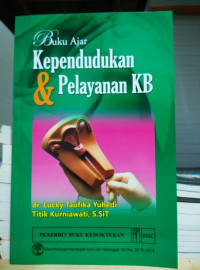 Buku Ajar
Kependudukan
& Pelayanan KB
dr. Lucky Taufika Yuhedi
Titik Kurniawati, S.SiT
PENERBIT BUKU KEDOKTERAN
EGC